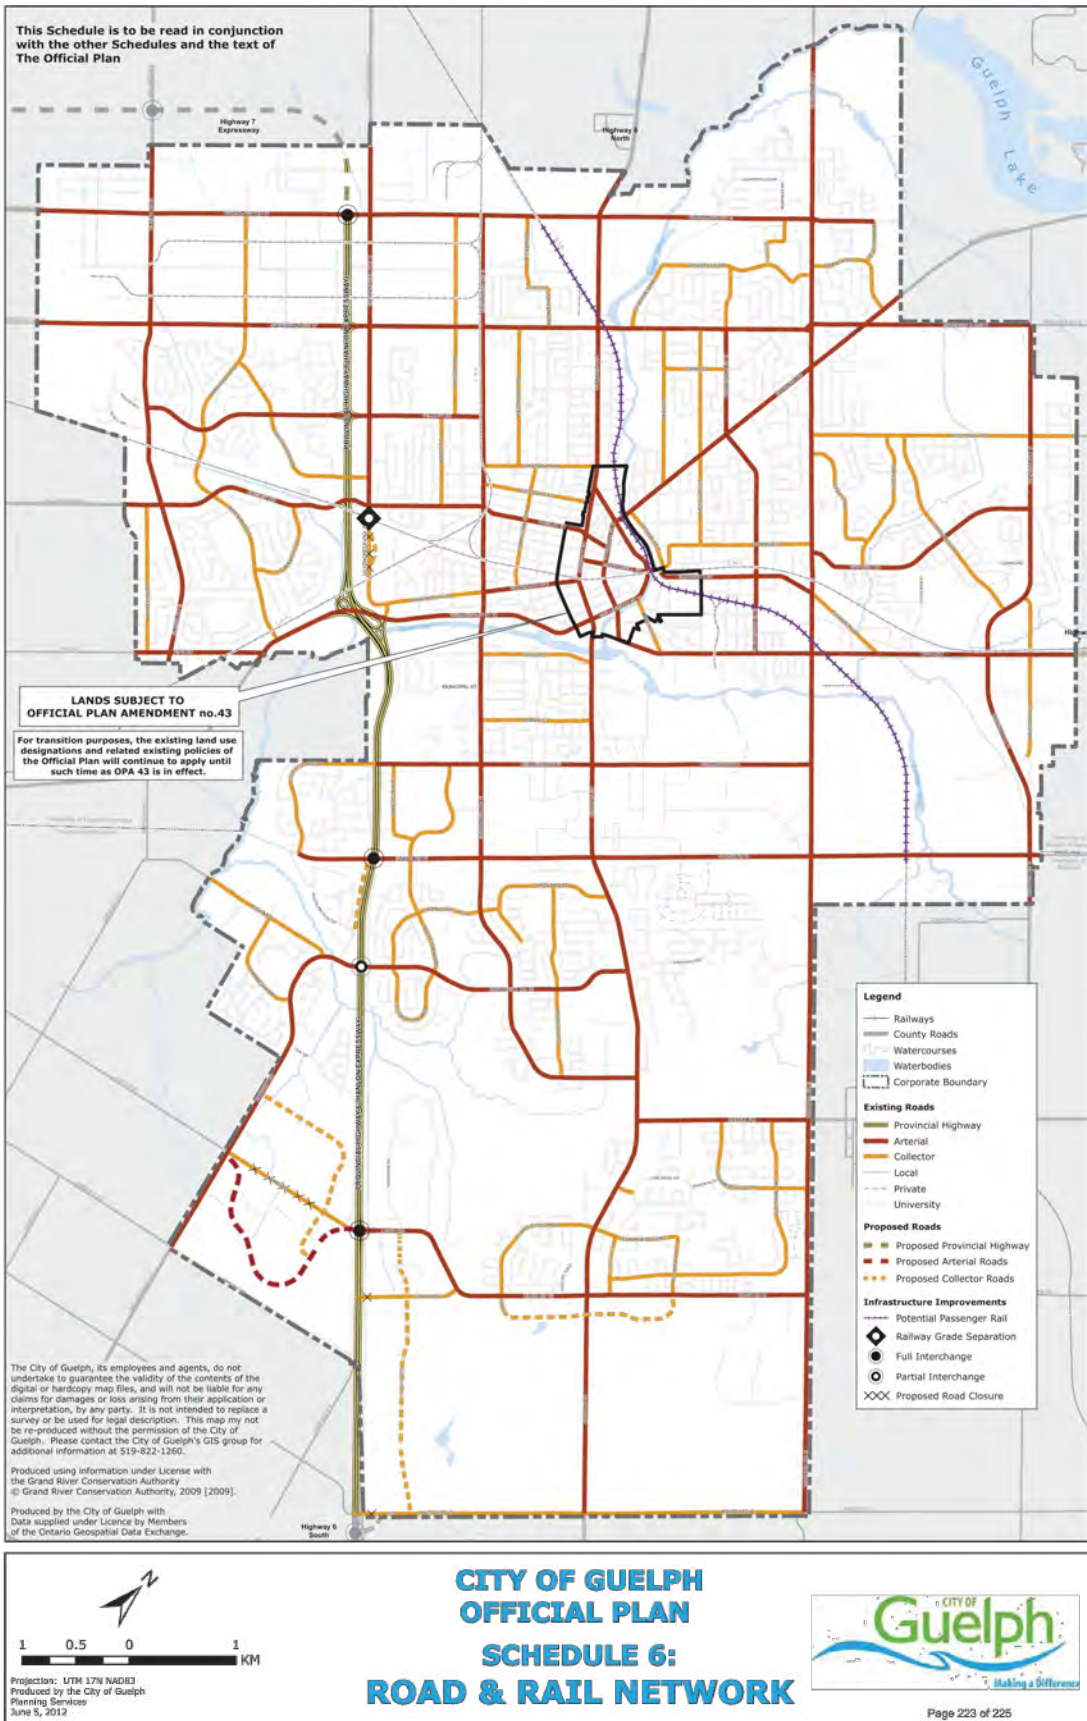 This Schedule is to be read in conjunction
with the other Schedules and the text of
The Official Plan
Highway 7
Expressway
Highway 6
North
Guelph Lake
PROVINCIAL HIGHWAY 6 (HANLON EXPRESSWAY)
LANDS SUBJECT TO
OFFICIAL PLAN AMENDMENT no.43
For transition purposes, the existing land use
designations and related existing policies of
the Official Plan will continue to apply until
such time as OPA 43 is in effect.
Legend
Railways
County Roads
Watercourses
Waterbodies
Corporate Boundary
Existing Roads
Provincial Highway
Arterial
Collector
Local
Private
University
Proposed Roads
Proposed Provincial Highway
Proposed Arterial Roads
Proposed Collector Roads
Infrastructure Improvements
Potential Passenger Rail
Railway Grade Separation
Full Interchange
Partial Interchange
Proposed Road Closure
The City of Guelph, its employees and agents, do not
undertake to guarantee the validity of the contents of the
digital or hardcopy map files, and will not be liable for any
claims for damages or loss arising from their application or
interpretation, by any party. It is not intended to replace a
survey or be used for legal description. This map my not
be re-produced without the permission of the City of
Guelph. Please contact the City of Guelph's GIS group for
additional information at 519-822-1260.
Produced using information under License with
the Grand River Conservation Authority
© Grand River Conservation Authority, 2009 [2009].
Produced by the City of Guelph with
Data supplied under Licence by Members
of the Ontario Geospatial Data Exchange.
Highway 6
South
N
1 0.5 0 1
KM
Projection: UTM 17N NAD83
Produced by the City of Guelph
Planning Services
June 5, 2012
CITY OF GUELPH
OFFICIAL PLAN
SCHEDULE 6:
ROAD & RAIL NETWORK
CITY OF
Guelph
Making a Difference
Page 223 of 225